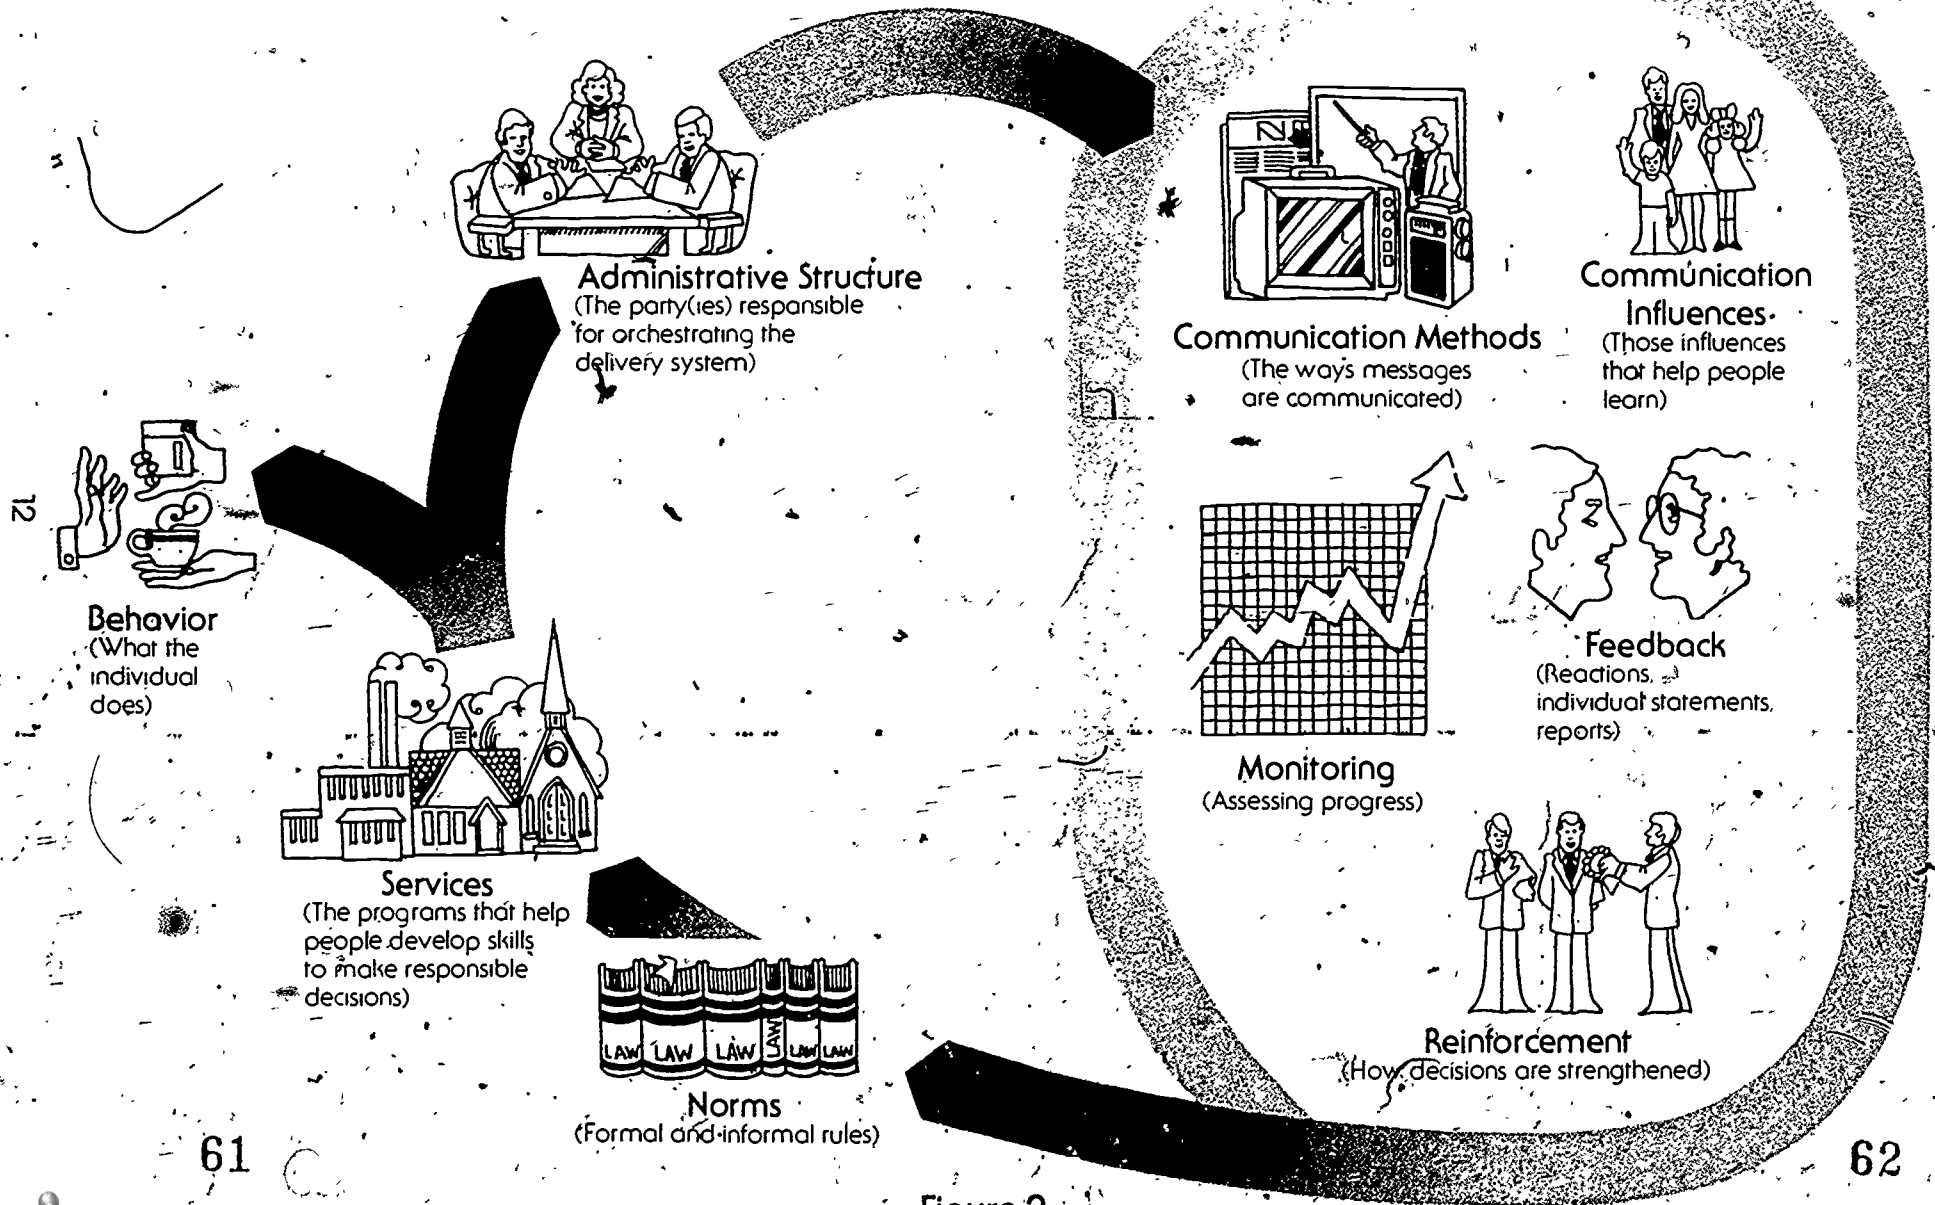 N
Administrative Structure
(The party(ies) responsible
for orchestrating the
delivery system)
Communication Methods
(The ways messages
are communicated)
Communication
Influences
(Those influences
that help people
learn)
12
Behavior
(What the
individual
does)
Monitoring
(Assessing progress)
Feedback
(Reactions,
individual statements,
reports)
Services
(The programs that help
people develop skills
to make responsible
decisions)
LAW LAW LAW LAW LAW LAW
Norms
(Formal and informal rules)
Reinforcement
(How decisions are strengthened)
61
62